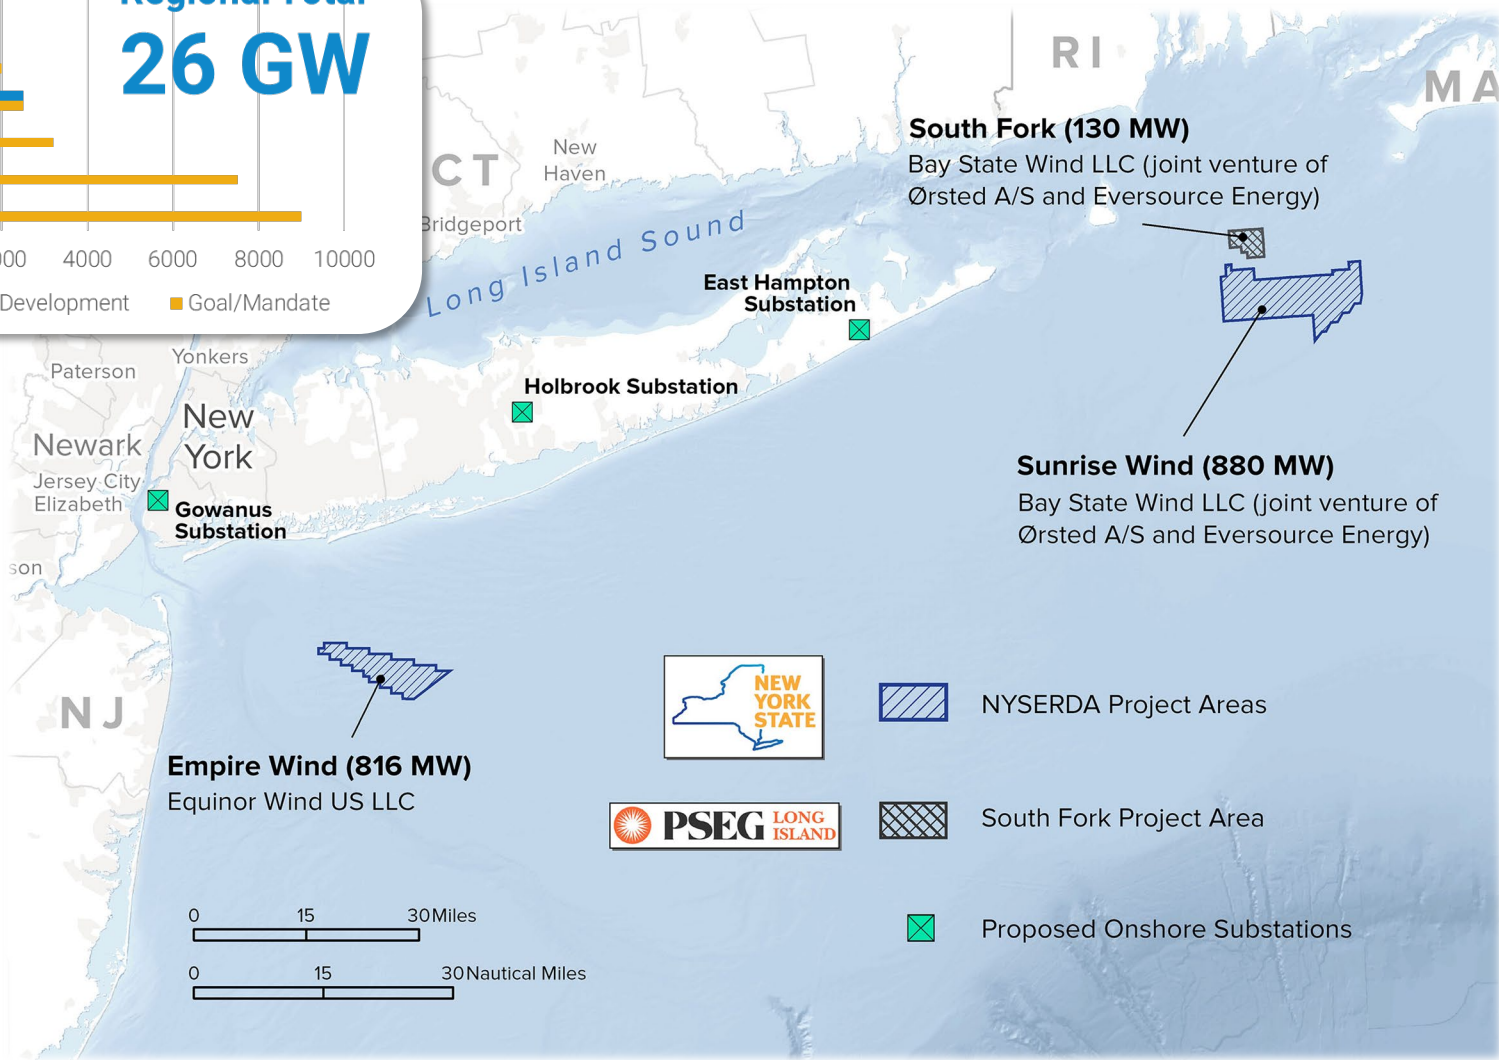 Regional Total
26 GW
4000 6000 8000 10000
Development Goal/Mandate
RI
MA
CT
New
Haven
Bridgeport
Long Island Sound
South Fork (130 MW)
Bay State Wind LLC (joint venture of
Ørsted A/S and Eversource Energy)
East Hampton
Substation
Holbrook Substation
Yonkers
Paterson
New
York
Newark
Jersey City
Elizabeth
Gowanus
Substation
son
Sunrise Wind (880 MW)
Bay State Wind LLC (joint venture of
Ørsted A/S and Eversource Energy)
NJ
Empire Wind (816 MW)
Equinor Wind US LLC
NEW
YORK
STATE
NYSERDA Project Areas
PSEG LONG
ISLAND
South Fork Project Area
Proposed Onshore Substations
0 15 30 Miles
0 15 30 Nautical Miles